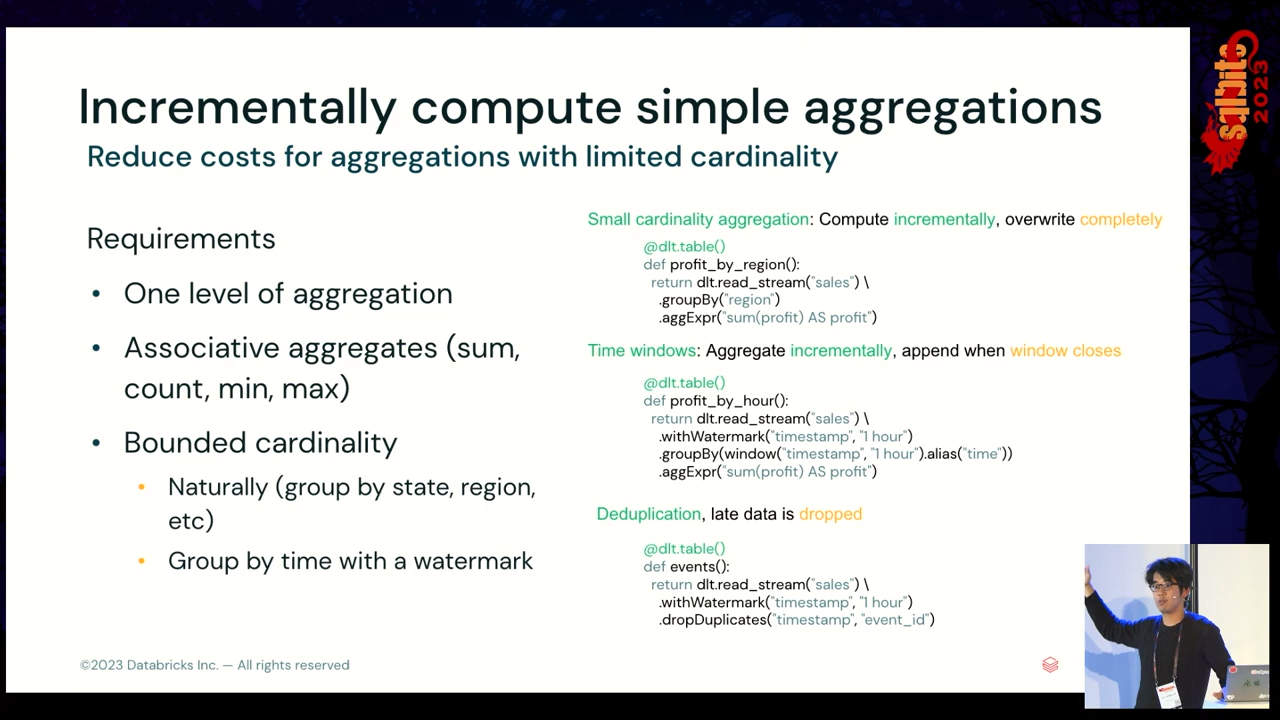 Incrementally compute simple aggregations
Reduce costs for aggregations with limited cardinality
Requirements
• One level of aggregation
• Associative aggregates (sum,
count, min, max)
• Bounded cardinality
• Naturally (group by state, region,
etc)
• Group by time with a watermark
Small cardinality aggregation: Compute incrementally, overwrite completely
@dlt.table()
def profit_by_region():
return dlt.read_stream("sales") \
.groupBy("region")
.aggExpr("sum(profit) AS profit")
Time windows: Aggregate incrementally, append when window closes
@dlt.table()
def profit_by_hour():
return dlt.read_stream("sales") \
.withWatermark("timestamp", "1 hour")
.groupBy(window("timestamp", "1 hour").alias("time"))
.aggExpr("sum(profit) AS profit")
Deduplication, late data is dropped
@dlt.table()
def events():
return dlt.read_stream("sales") \
.withWatermark("timestamp", "1 hour")
.dropDuplicates("timestamp", "event_id")
©2023 Databricks Inc. — All rights reserved
sqlbits
2023